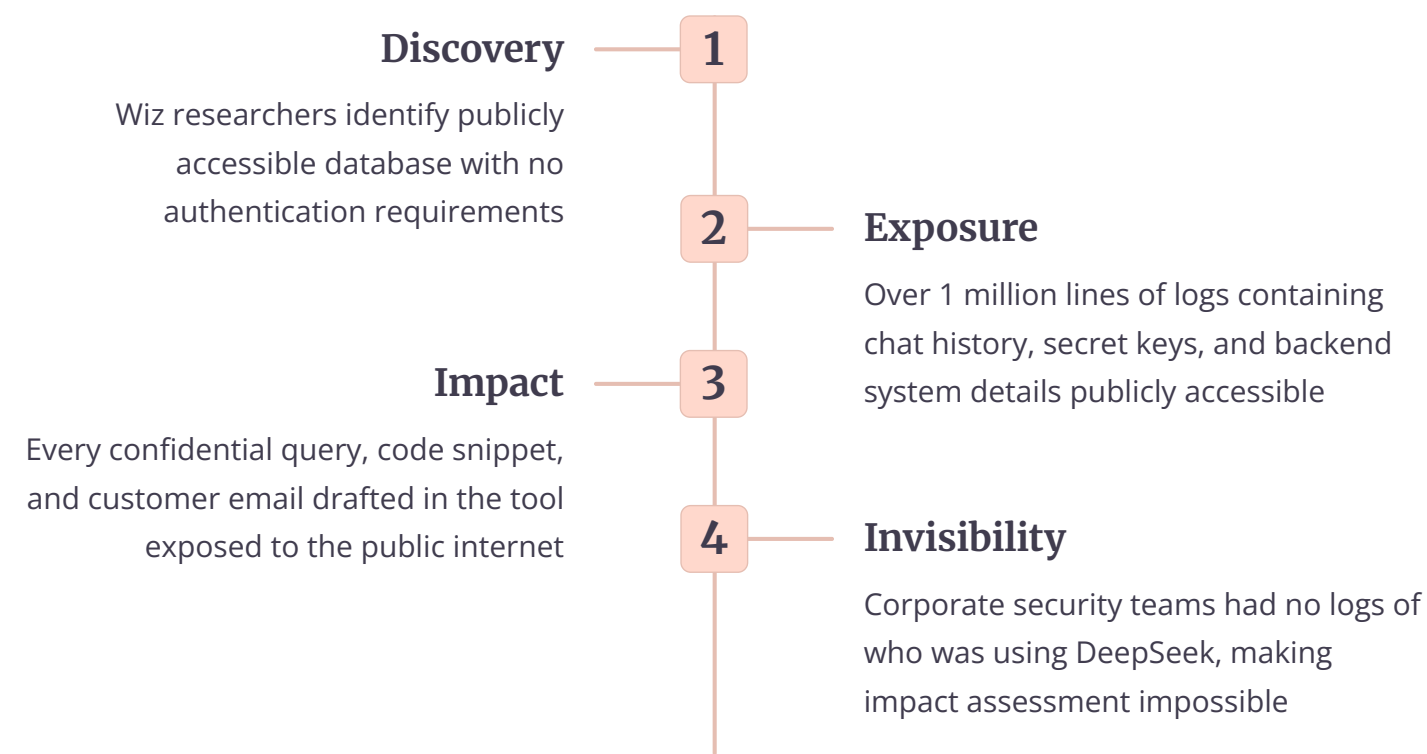 1
Discovery
Wiz researchers identify publicly
accessible database with no
authentication requirements
2
Exposure
Over 1 million lines of logs containing
chat history, secret keys, and backend
system details publicly accessible
3
Impact
Every confidential query, code snippet,
and customer email drafted in the tool
exposed to the public internet
4
Invisibility
Corporate security teams had no logs of
who was using DeepSeek, making
impact assessment impossible